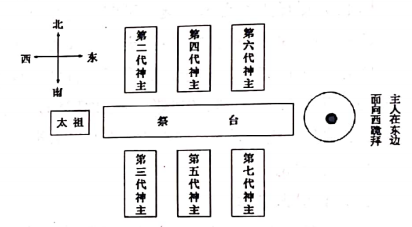 北
西 东
南
第二代神主
第四代神主
第六代神主
太祖
祭台
主人在东边
面向西跪拜
第三代神主
第五代神主
第七代神主